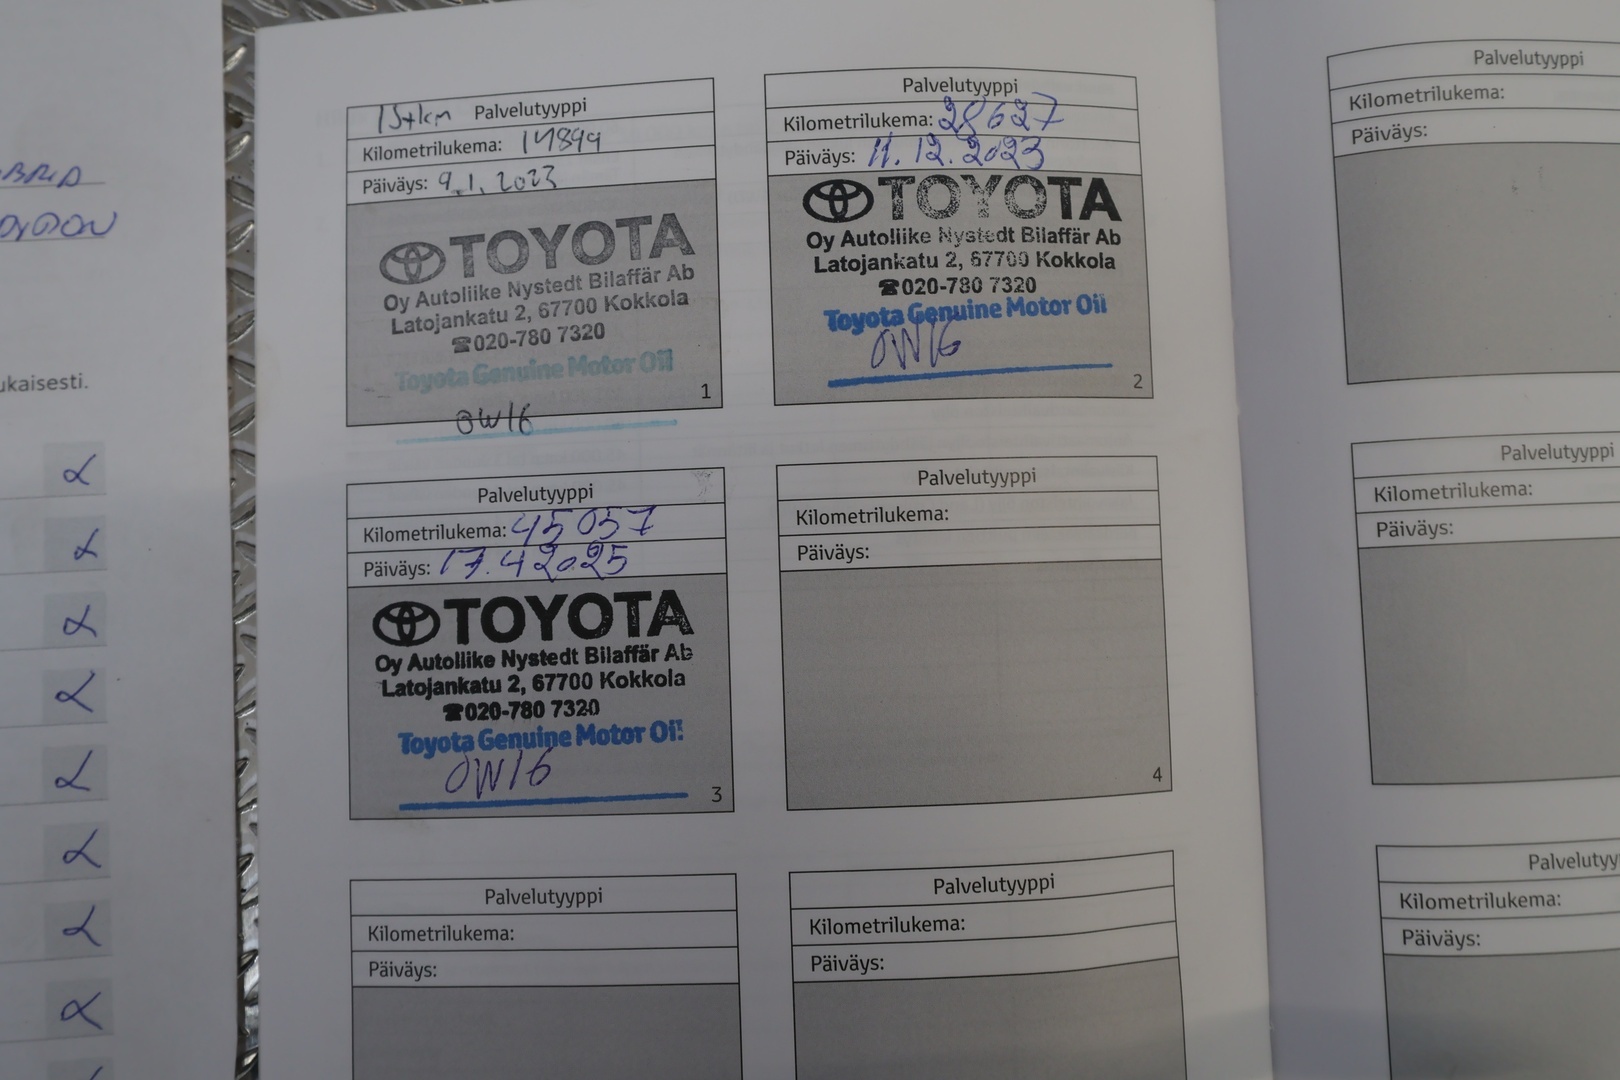 ukaisesti.
15tkm Palvelutyyppi
Kilometrilukema: 14899
Päiväys: 9.1.2023
TOYOTA
Oy Autoliike Nystedt Bilaffär Ab
Latojankatu 2, 67700 Kokkola
☎020-780 7320
Toyota Genuine Motor Oil
1
0W16
Palvelutyyppi
Kilometrilukema: 28627
Päiväys: 11.12.2023
TOYOTA
Oy Autoliike Nystedt Bilaffär Ab
Latojankatu 2, 67700 Kokkola
☎020-780 7320
Toyota Genuine Motor Oil
0W16
2
Palvelutyyppi
Kilometrilukema: 45057
Päiväys: 17.4.2025
TOYOTA
Oy Autoliike Nystedt Bilaffär Ab
Latojankatu 2, 67700 Kokkola
☎020-780 7320
Toyota Genuine Motor Oil
0W16
3
Palvelutyyppi
Kilometrilukema:
Päiväys:
4
Palvelutyyppi
Kilometrilukema:
Päiväys:
Palvelutyyppi
Kilometrilukema:
Päiväys:
Palvelutyyppi
Kilometrilukema:
Päiväys:
Palvelutyyppi
Kilometrilukema:
Päiväys:
Palvelutyy
Kilometrilukema:
Päiväys: